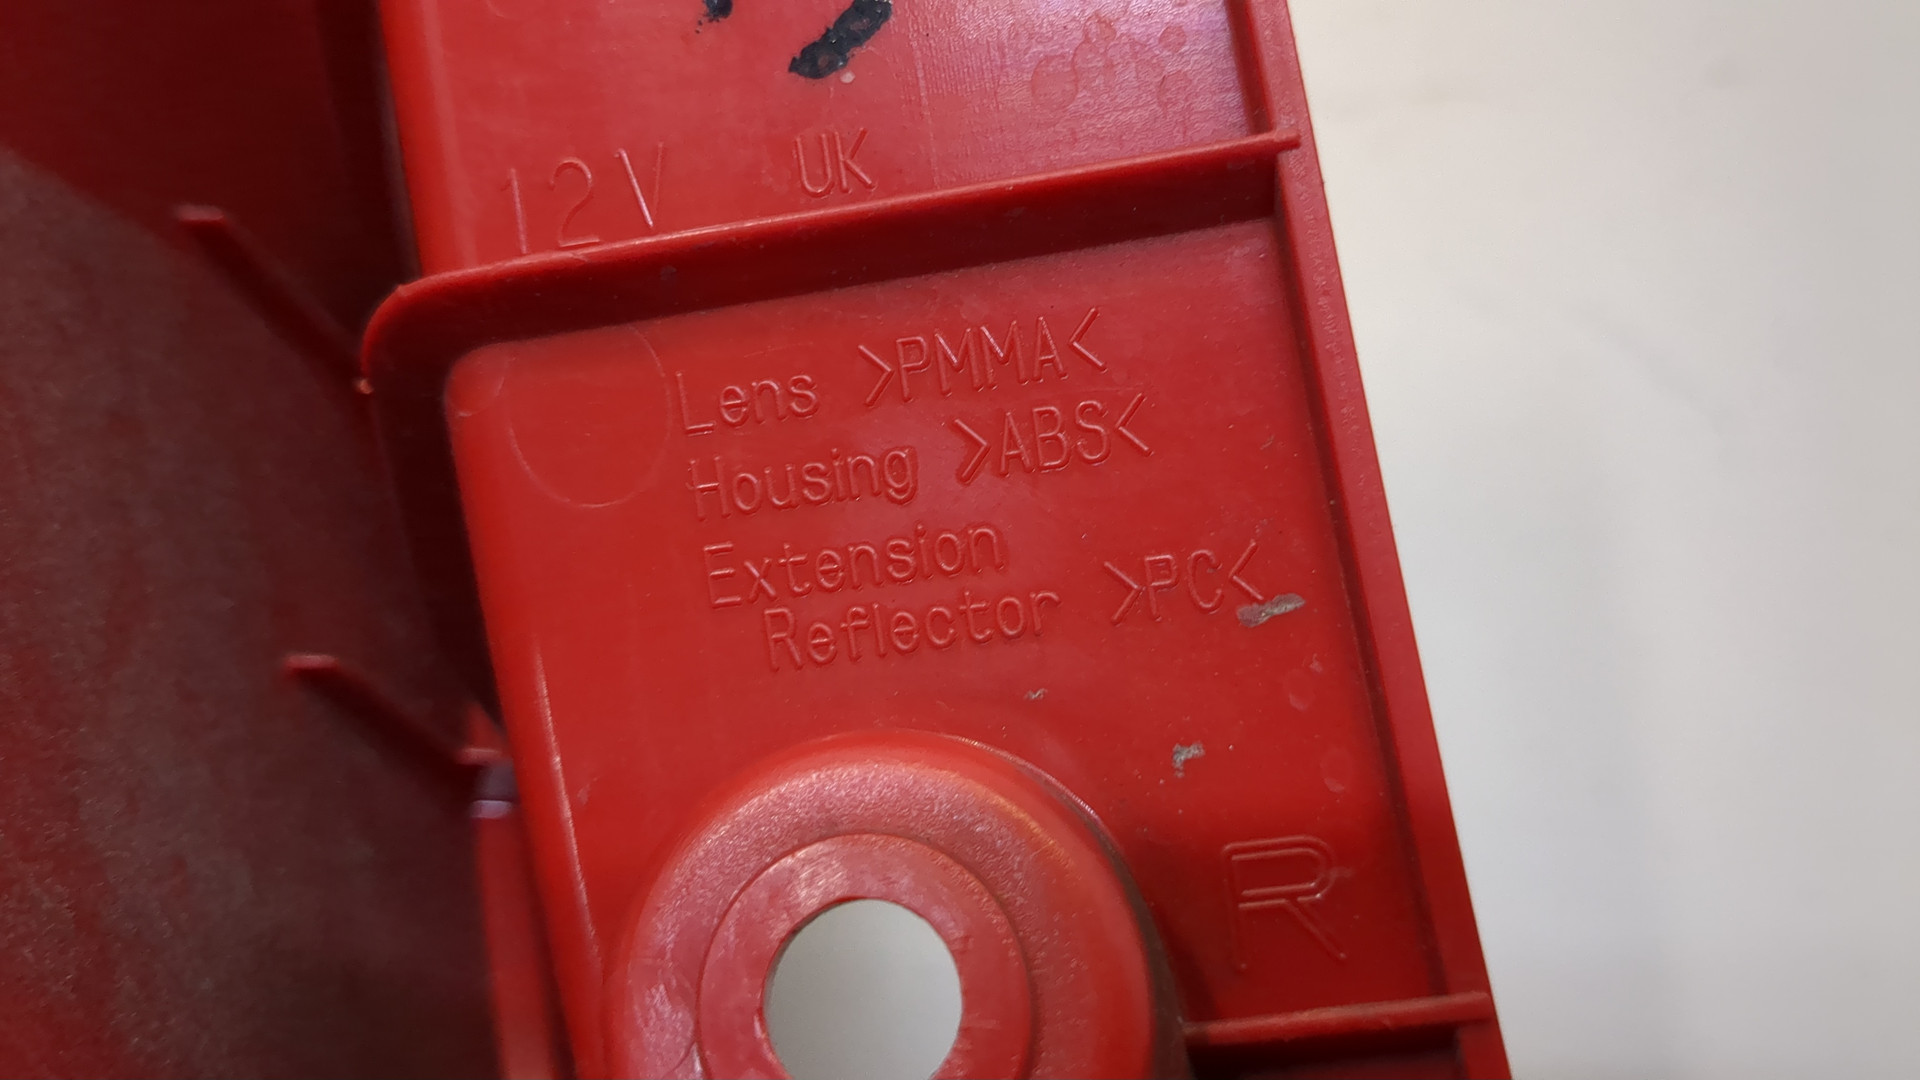 12V UK
Lens >PMMA<
Housing >ABS<
Extension
Reflector >PC<
R